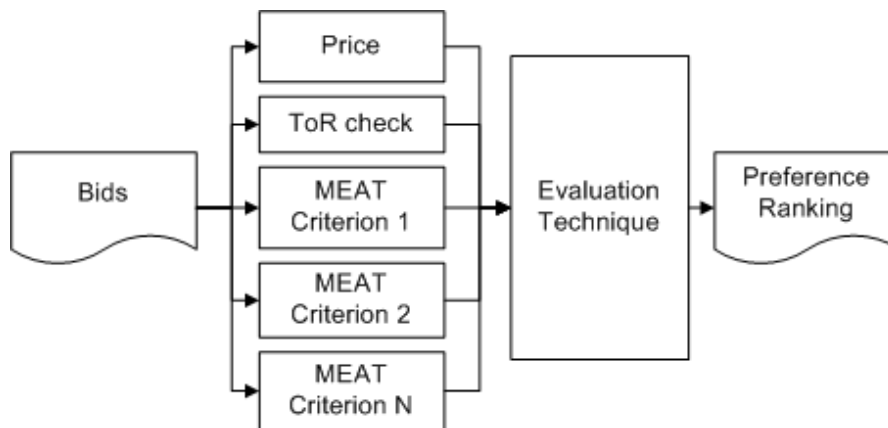 Price
ToR check
Bids
MEAT
Criterion 1
MEAT
Criterion 2
MEAT
Criterion N
Evaluation
Technique
Preference
Ranking